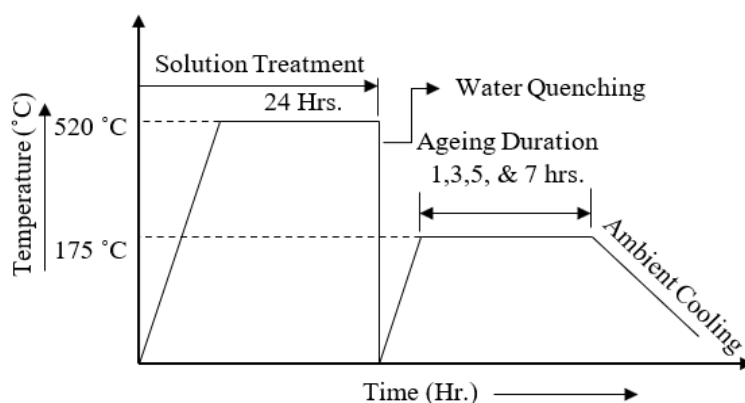 Solution Treatment
24 Hrs.
Water Quenching
520 ˚C
Ageing Duration
1,3,5, & 7 hrs.
Temperature (˚C)
175 ˚C
Ambient Cooling
Time (Hr.)